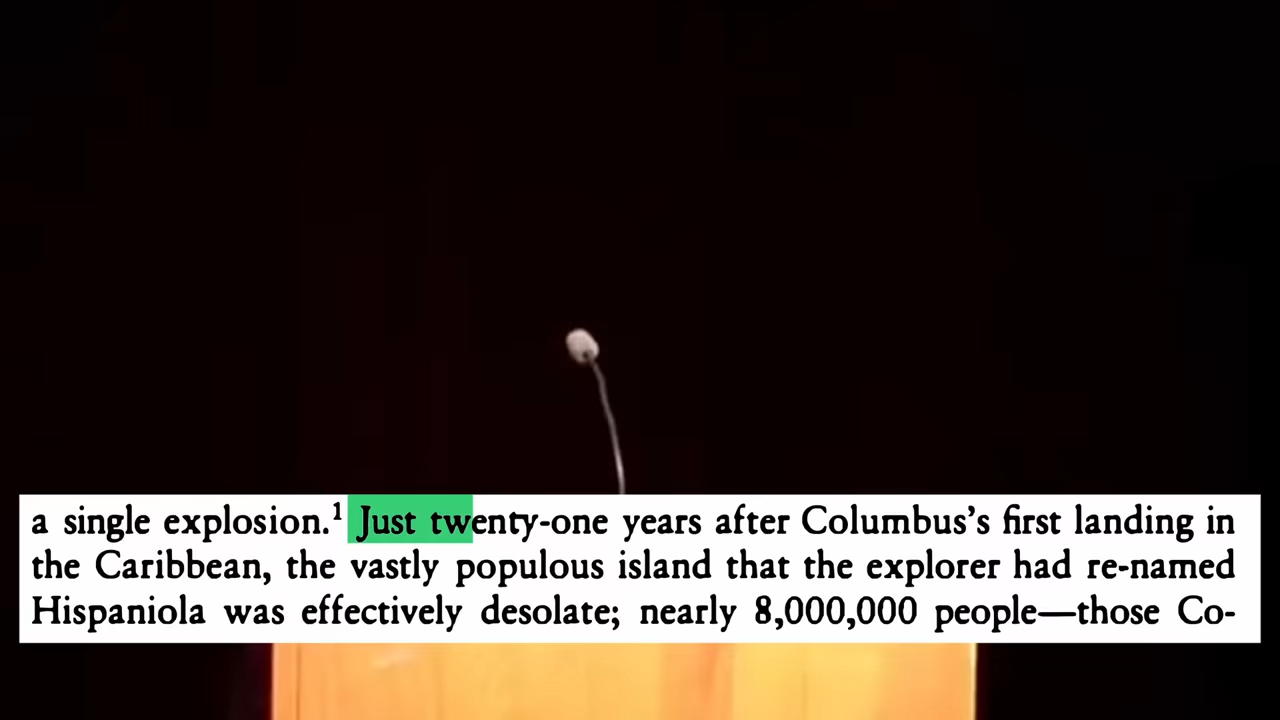 a single explosion.¹ Just twenty-one years after Columbus’s first landing in
the Caribbean, the vastly populous island that the explorer had re-named
Hispaniola was effectively desolate; nearly 8,000,000 people—those Co-